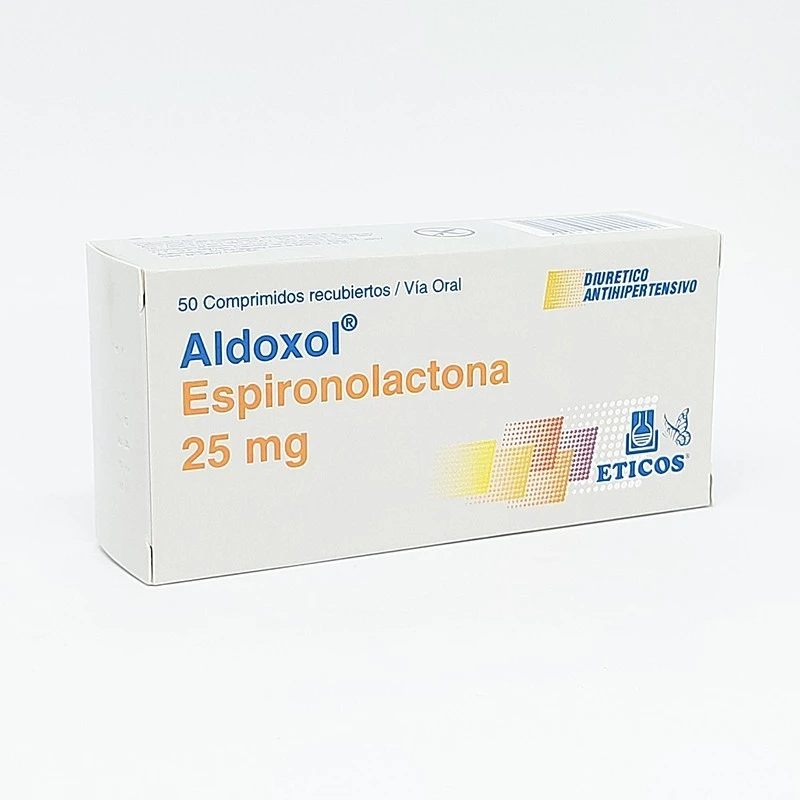 50 Comprimidos recubiertos / Vía Oral
DIURETICO
ANTIHIPERTENSIVO
Aldoxol®
Espironolactona
25 mg
ETICOS®